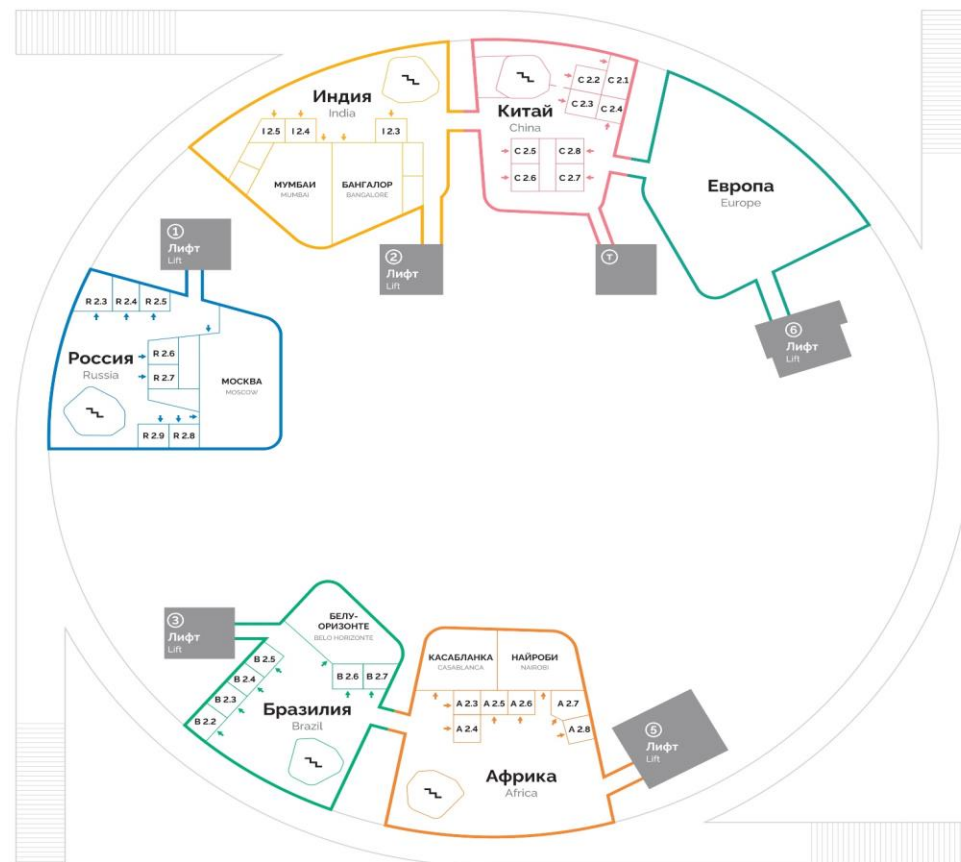 Индия
India
I 2.5
I 2.4
I 2.3
МУМБАИ
MUMBAI
БАНГАЛОР
BANGALORE
Китай
China
C 2.2
C 2.1
C 2.3
C 2.4
C 2.5
C 2.8
C 2.6
C 2.7
Европа
Europe
1
Лифт
Lift
2
Лифт
Lift
T
6
Лифт
Lift
R 2.3
R 2.4
R 2.5
R 2.6
R 2.7
Россия
Russia
МОСКВА
MOSCOW
R 2.9
R 2.8
3
Лифт
Lift
БЕЛУ-
ОРИЗОНТЕ
BELO HORIZONTE
B 2.5
B 2.4
B 2.3
B 2.2
B 2.6
B 2.7
Бразилия
Brazil
КАСАБЛАНКА
CASABLANCA
НАЙРОБИ
NAIROBI
A 2.3
A 2.5
A 2.6
A 2.7
A 2.4
A 2.8
Африка
Africa
5
Лифт
Lift